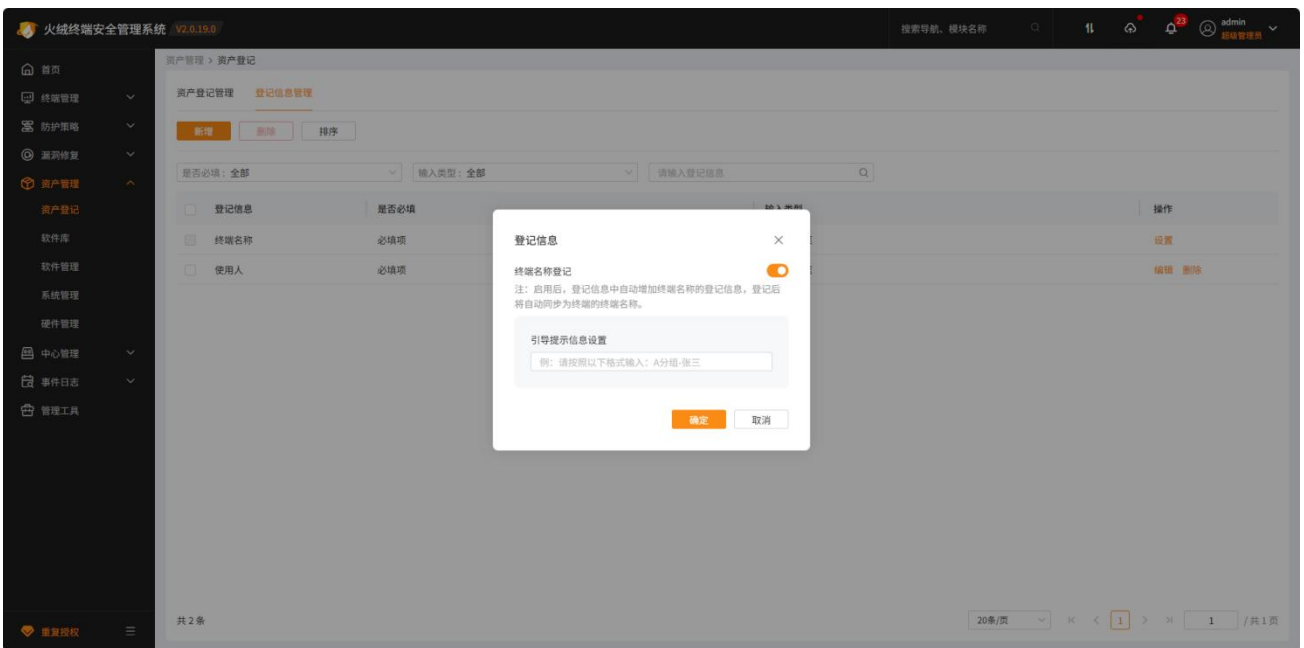 火绒终端安全管理系统 V2.0.19.0
搜索导航、模块名称
23
admin
超级管理员
首页
终端管理
防护策略
漏洞修复
资产管理
资产登记
软件库
软件管理
系统管理
硬件管理
中心管理
事件日志
管理工具
重复授权
资产管理 > 资产登记
资产登记管理 登记信息管理
新增 删除 排序
是否必填：全部 输入类型：全部 请输入登记信息
登记信息 是否必填 输入类型 操作
终端名称 必填项 设置
使用人 必填项 编辑 删除
登记信息
终端名称登记
注：启用后，登记信息中自动增加终端名称的登记信息，登记后
将自动同步为终端的终端名称。
引导提示信息设置
例：请按照以下格式输入：A分组-张三
确定 取消
共 2 条
20条/页 1 1 / 共 1 页